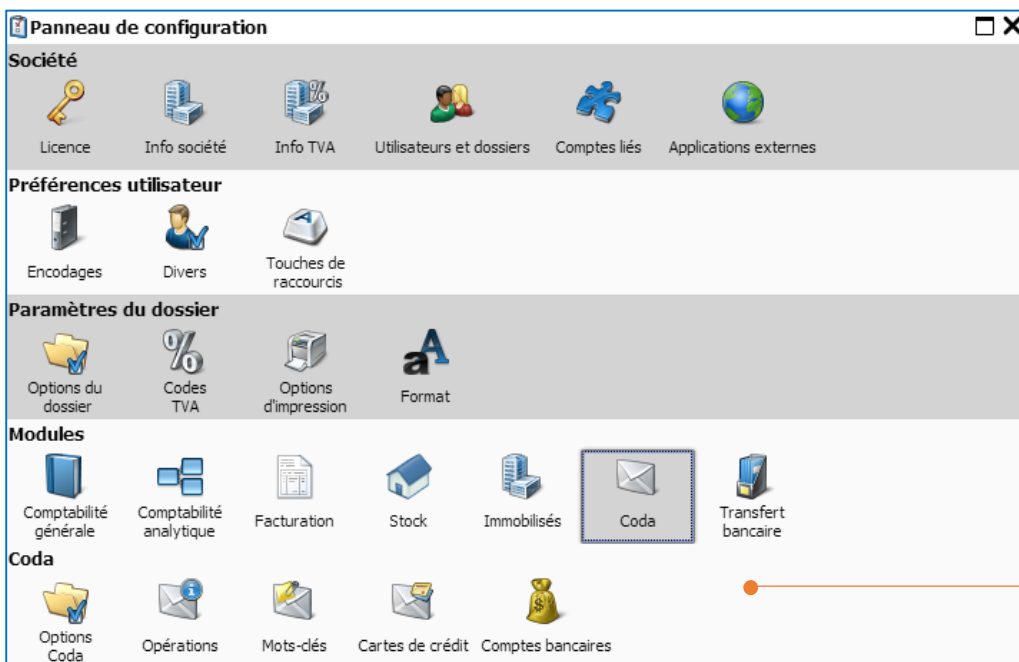 Panneau de configuration
Société
Licence Info société Info TVA Utilisateurs et dossiers Comptes liés Applications externes
Préférences utilisateur
Encodages Divers Touches de
raccourcis
Paramètres du dossier
Options du Codes Options Format
dossier TVA d'impression
Modules
Comptabilité Comptabilité Facturation Stock Immobilisés Coda Transfert
générale analytique bancaire
Coda
Options Opérations Mots-clés Cartes de crédit Comptes bancaires
Coda